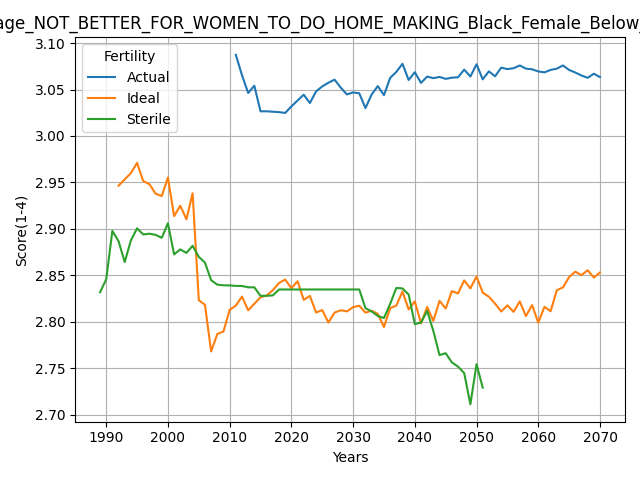 age_NOT_BETTER_FOR_WOMEN_TO_DO_HOME_MAKING_Black_Female_Below_
3.10
3.05
3.00
2.95
2.90
2.85
2.80
2.75
2.70
Score(1-4)
Fertility
Actual
Ideal
Sterile
1990 2000 2010 2020 2030 2040 2050 2060 2070
Years